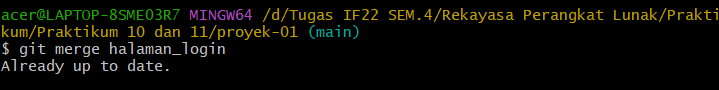 acer@LAPTOP-8SME03R7 MINGW64 /d/Tugas IF22 SEM.4/Rekayasa Perangkat Lunak/Prakti
kum/Praktikum 10 dan 11/proyek-01 (main)
$ git merge halaman_login
Already up to date.